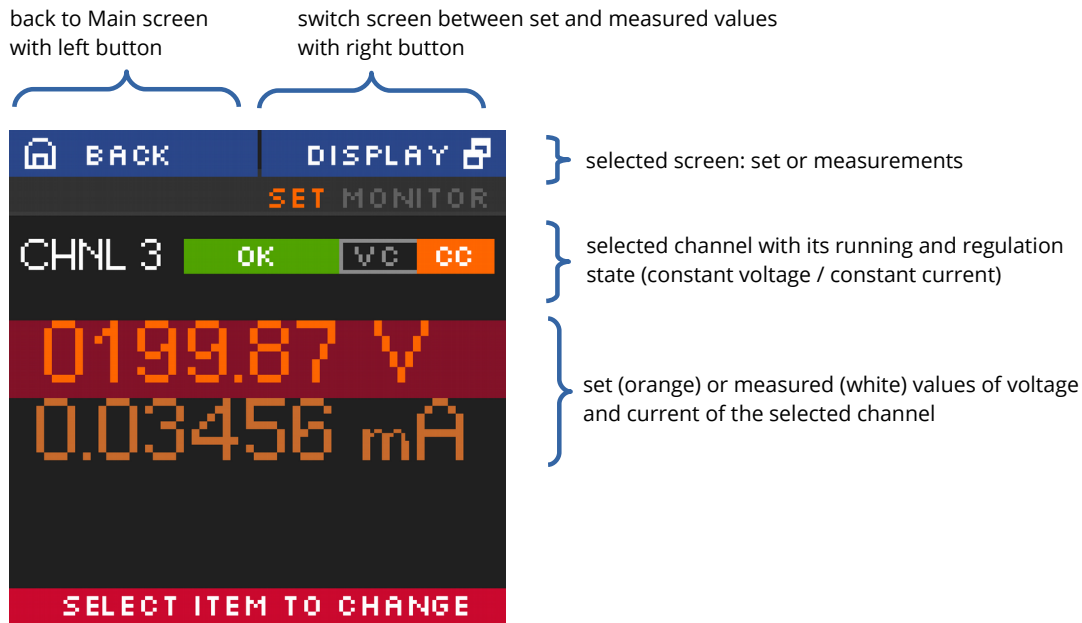 back to Main screen
with left button
switch screen between set and measured values
with right button
BACK
DISPLAY
selected screen: set or measurements
SET MONITOR
CHNL 3
OK
VC
CC
selected channel with its running and regulation
state (constant voltage / constant current)
0199.87 V
0.03456 mA
set (orange) or measured (white) values of voltage
and current of the selected channel
SELECT ITEM TO CHANGE